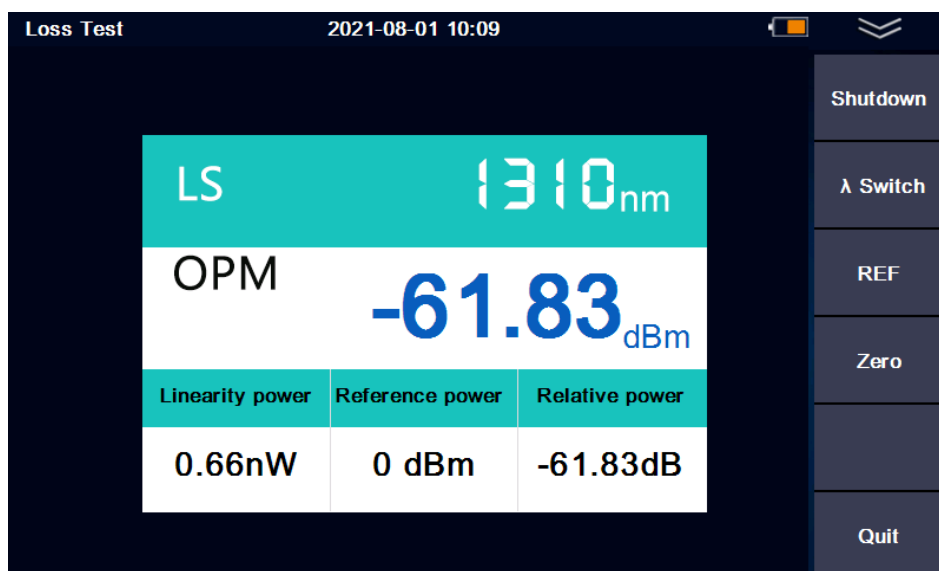 Loss Test 2021-08-01 10:09
Shutdown
λ Switch
REF
Zero
Quit
LS 1310nm
OPM -61.83dBm
Linearity power Reference power Relative power
0.66nW 0 dBm -61.83dB